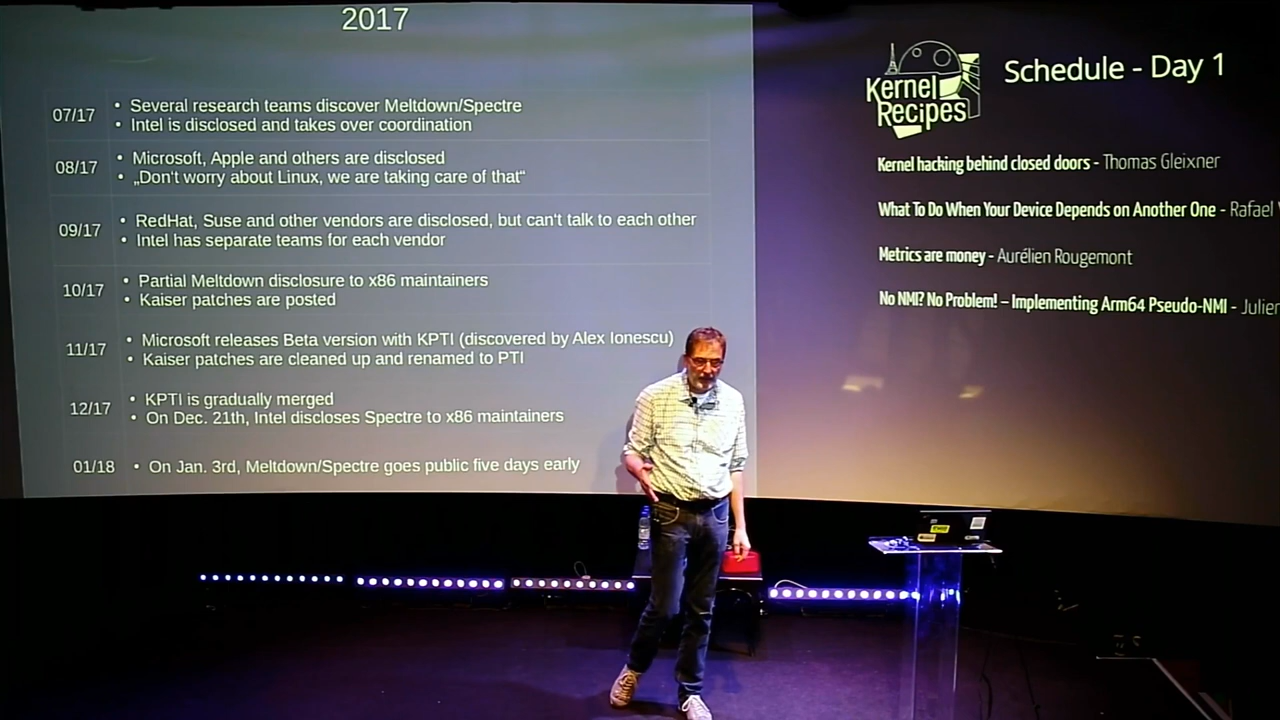 2017
07/17
• Several research teams discover Meltdown/Spectre
• Intel is disclosed and takes over coordination
08/17
• Microsoft, Apple and others are disclosed
• „Don't worry about Linux, we are taking care of that“
09/17
• RedHat, Suse and other vendors are disclosed, but can't talk to each other
• Intel has separate teams for each vendor
10/17
• Partial Meltdown disclosure to x86 maintainers
• Kaiser patches are posted
11/17
• Microsoft releases Beta version with KPTI (discovered by Alex Ionescu)
• Kaiser patches are cleaned up and renamed to PTI
12/17
• KPTI is gradually merged
• On Dec. 21th, Intel discloses Spectre to x86 maintainers
01/18
• On Jan. 3rd, Meltdown/Spectre goes public five days early
Kernel
Recipes
Schedule - Day 1
Kernel hacking behind closed doors - Thomas Gleixner
What To Do When Your Device Depends on Another One - Rafael
Metrics are money - Aurélien Rougemont
No NMI? No Problem! – Implementing Arm64 Pseudo-NMI - Julien